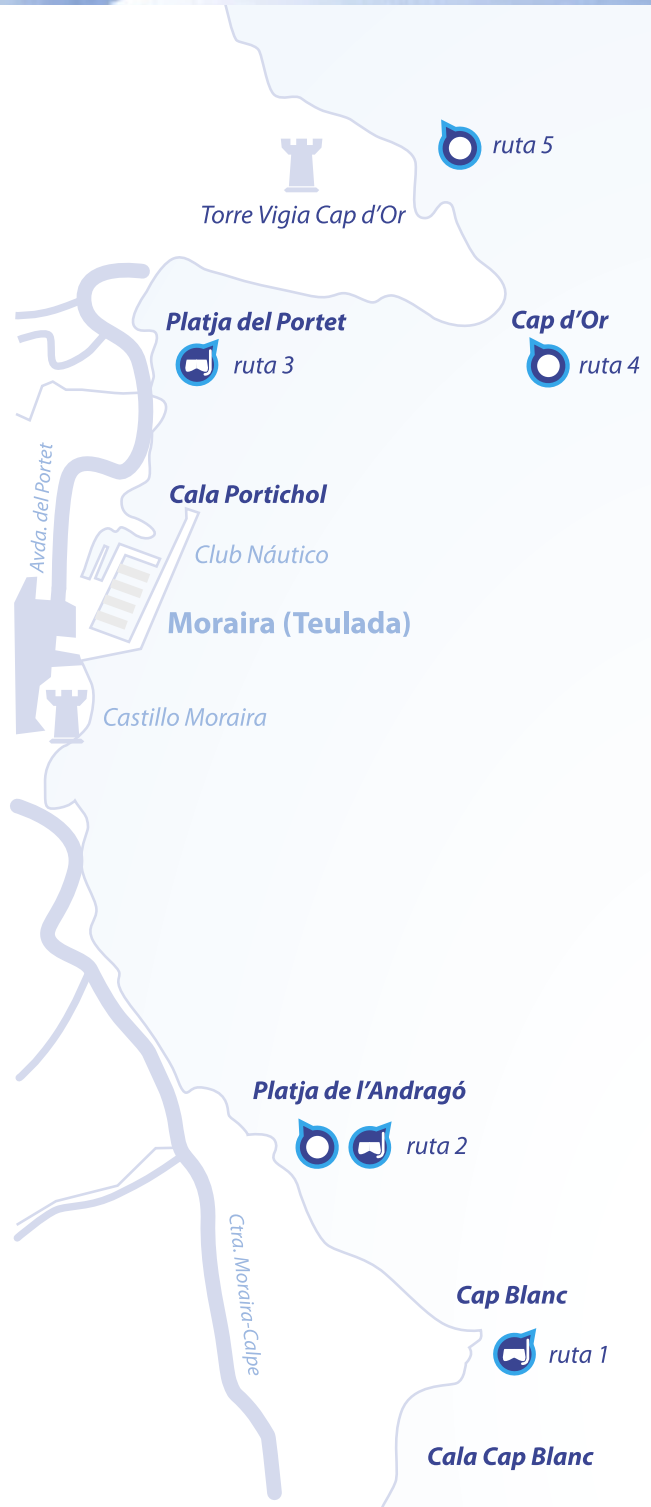 ruta 5
Torre Vigia Cap d'Or
Platja del Portet
Cap d'Or
ruta 3
ruta 4
Avda. del Portet
Cala Portichol
Club Náutico
Moraira (Teulada)
Castillo Moraira
Platja de l'Andragó
ruta 2
Ctra. Moraira-Calpe
Cap Blanc
ruta 1
Cala Cap Blanc